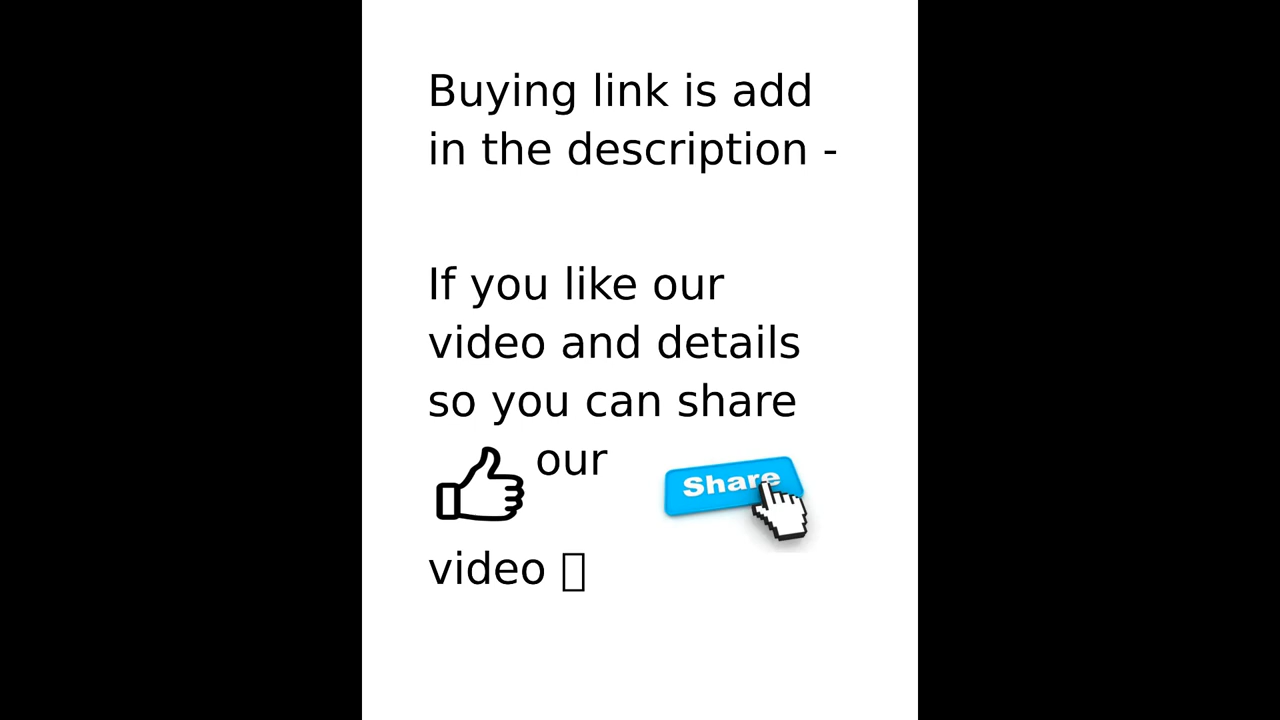 Buying link is add
in the description -
If you like our
video and details
so you can share
our
Share
video